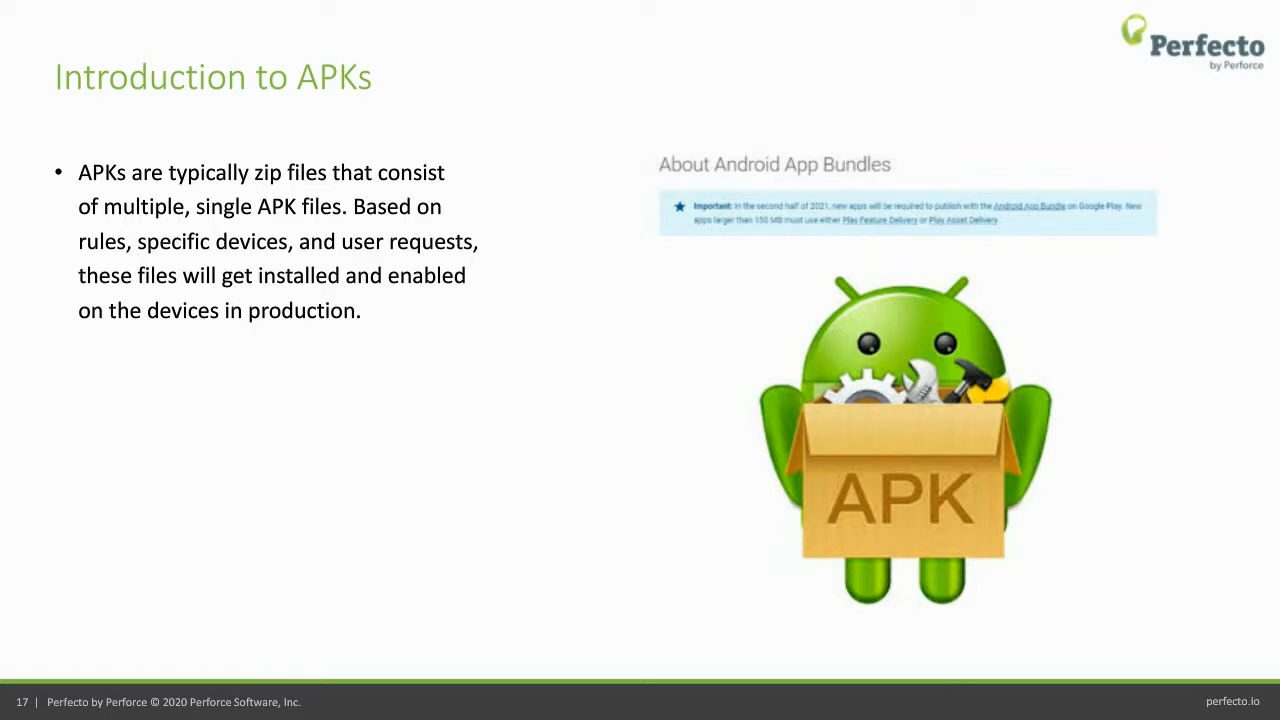 Perfecto
by Perforce
Introduction to APKs
• APKs are typically zip files that consist
of multiple, single APK files. Based on
rules, specific devices, and user requests,
these files will get installed and enabled
on the devices in production.
About Android App Bundles
Important: In the second half of 2021, new apps will be required to publish with the Android App Bundle on Google Play. New
apps larger than 150 MB must use either Play Feature Delivery or Play Asset Delivery.
APK
17 | Perfecto by Perforce © 2020 Perforce Software, Inc.
perfecto.io